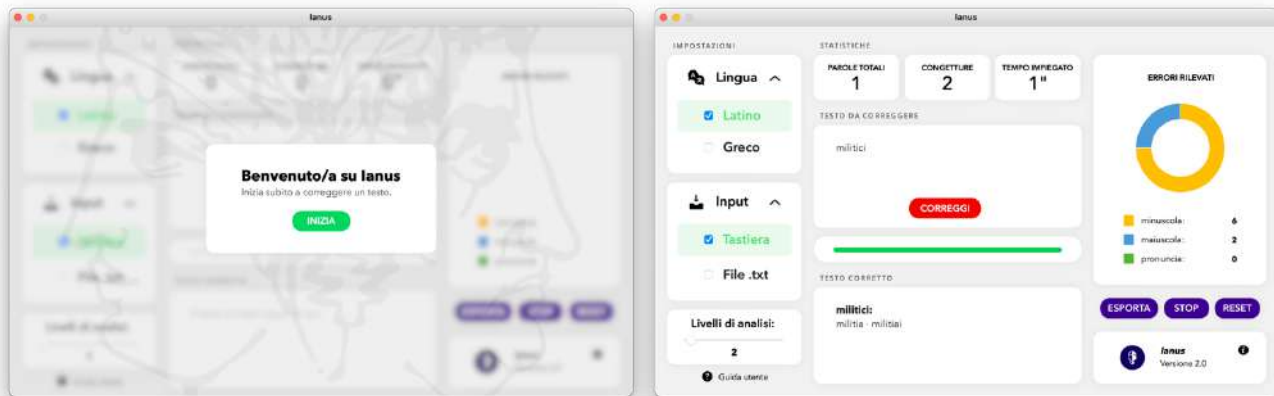 Ianus
Benvenuto/a su Ianus
Inizia subito a correggere un testo.
INIZIA
Ianus
IMPOSTAZIONI
Lingua
Latino
Greco
Input
Tastiera
File .txt
Livelli di analisi:
2
Guida utente
STATISTICHE
PAROLE TOTALI
1
CONGETTURE
2
TEMPO IMPIEGATO
1"
TESTO DA CORREGGERE
militici
CORREGGI
TESTO CORRETTO
militici:
militia - militiai
ERRORI RILEVATI
minuscola: 6
maiuscola: 2
pronuncia: 0
ESPORTA STOP RESET
Ianus
Versione 2.0